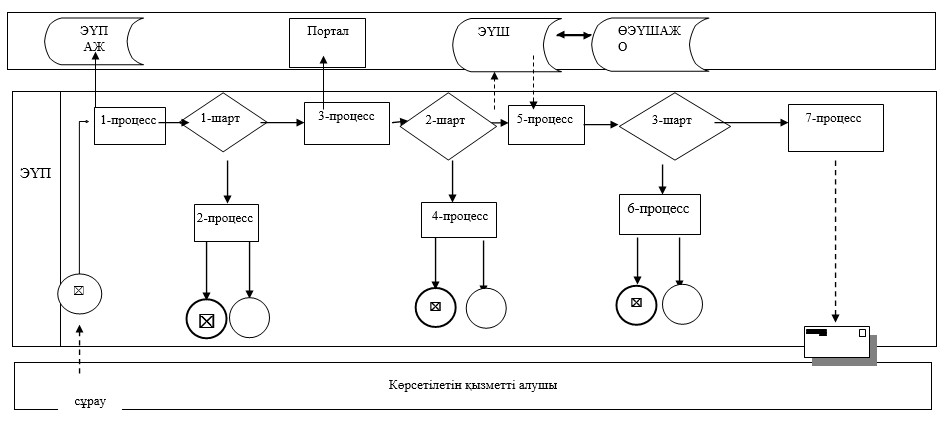 ЭҮП
АЖ
Портал
ЭҮШ
ӨЭҮШАЖ
О
1-процесс
1-шарт
3-процесс
2-шарт
5-процесс
3-шарт
7-процесс
ЭҮП
2-процесс
4-процесс
6-процесс
Көрсетілетін қызметті алушы
сұрау